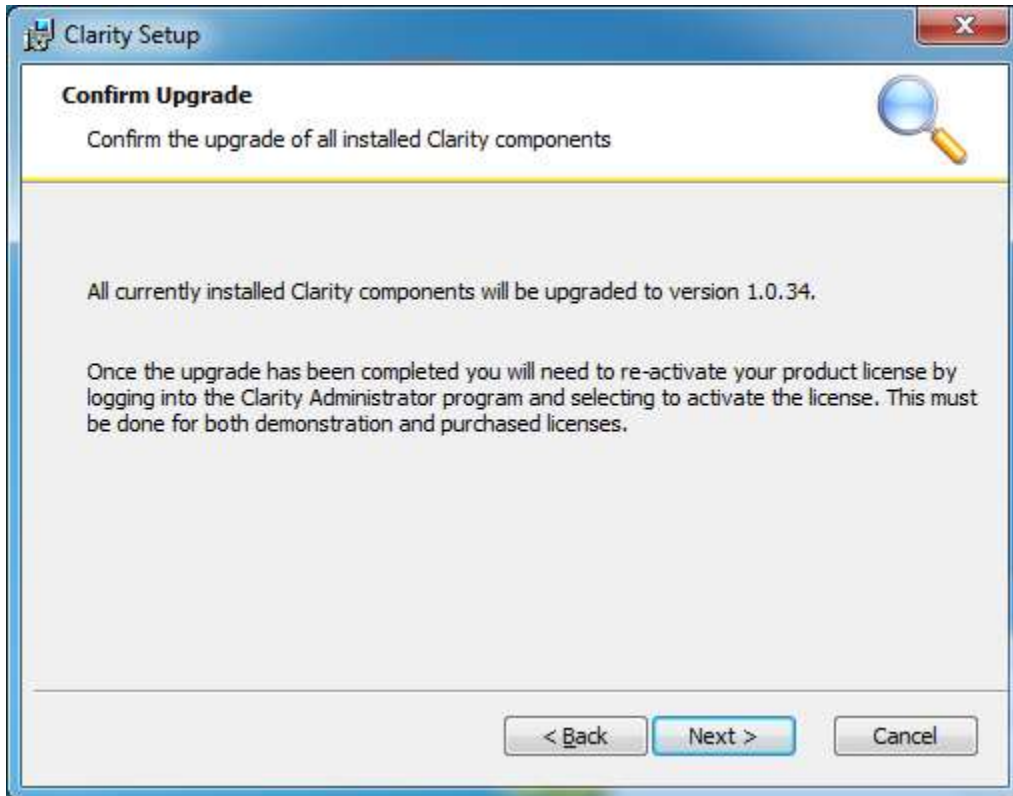 Clarity Setup
Confirm Upgrade
Confirm the upgrade of all installed Clarity components
All currently installed Clarity components will be upgraded to version 1.0.34.
Once the upgrade has been completed you will need to re-activate your product license by
logging into the Clarity Administrator program and selecting to activate the license. This must
be done for both demonstration and purchased licenses.
< Back
Next >
Cancel